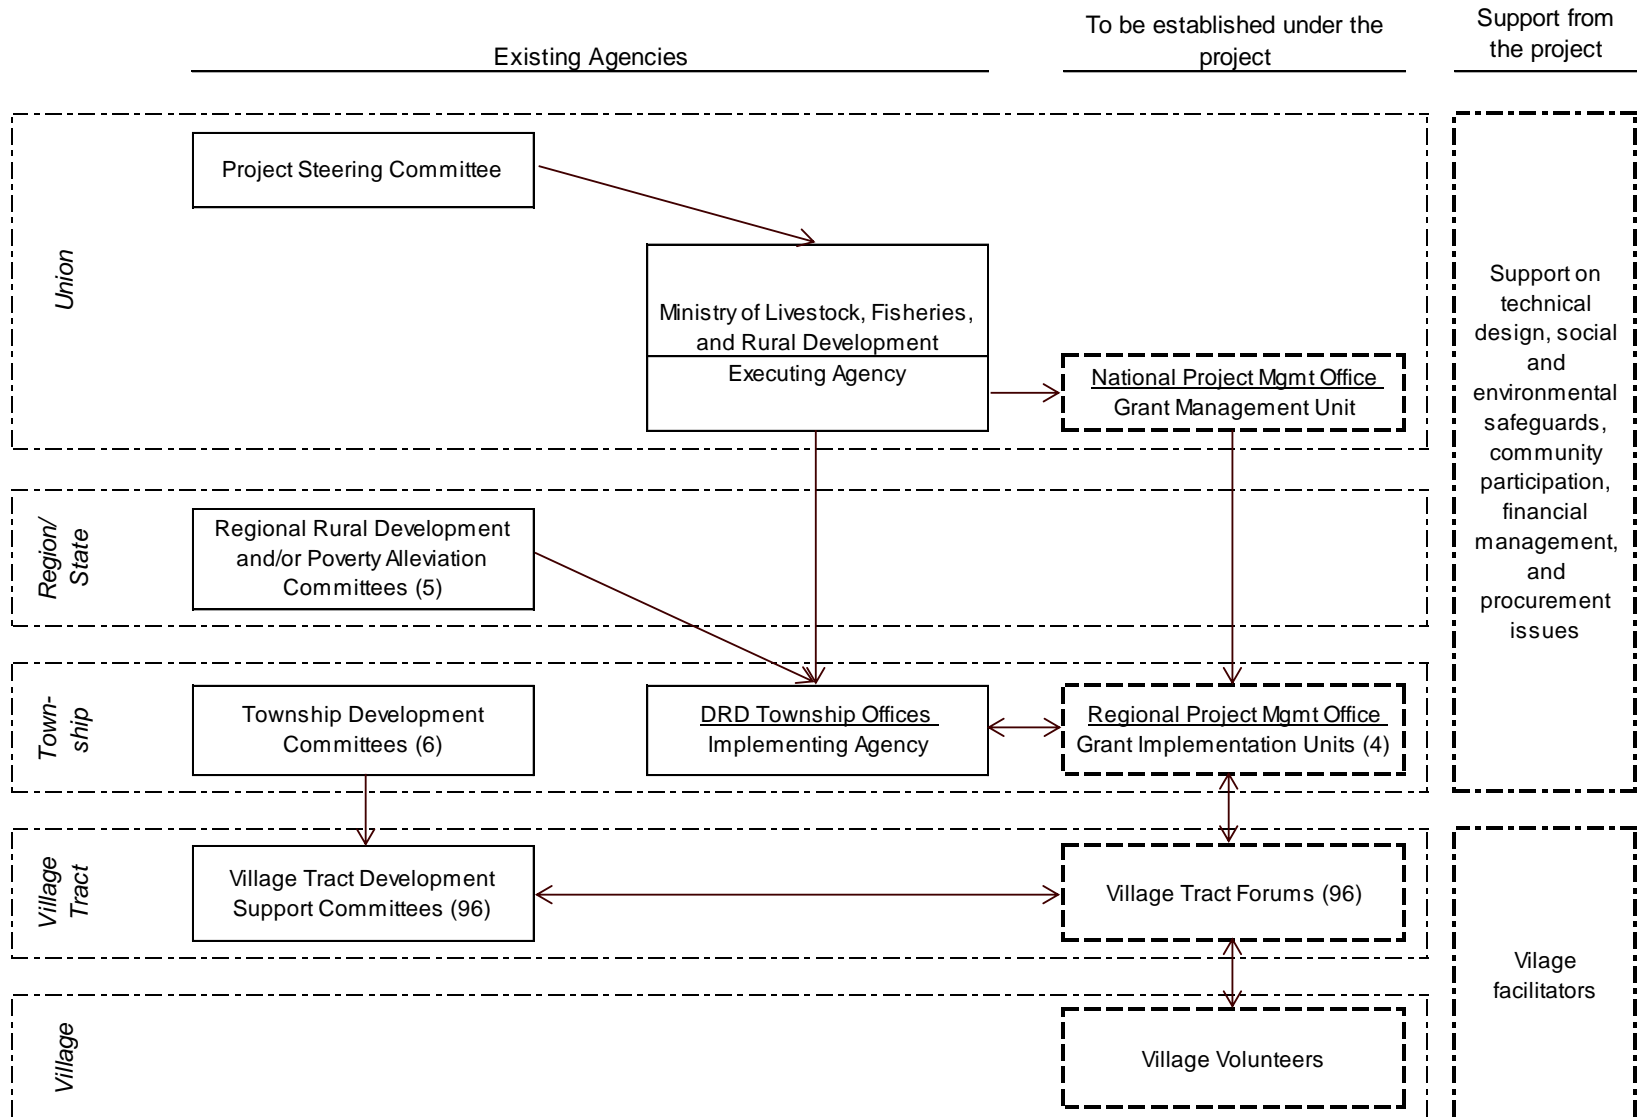 Existing Agencies
To be established under the
project
Support from
the project
Union
Project Steering Committee
Ministry of Livestock, Fisheries,
and Rural Development
Executing Agency
National Project Mgmt Office
Grant Management Unit
Support on
technical
design, social
and
environmental
safeguards,
community
participation,
financial
management,
and
procurement
issues
Region/
State
Regional Rural Development
and/or Poverty Alleviation
Committees (5)
Town-
ship
Township Development
Committees (6)
DRD Township Offices
Implementing Agency
Regional Project Mgmt Office
Grant Implementation Units (4)
Village
Tract
Village Tract Development
Support Committees (96)
Village Tract Forums (96)
Vilage
facilitators
Village
Village Volunteers